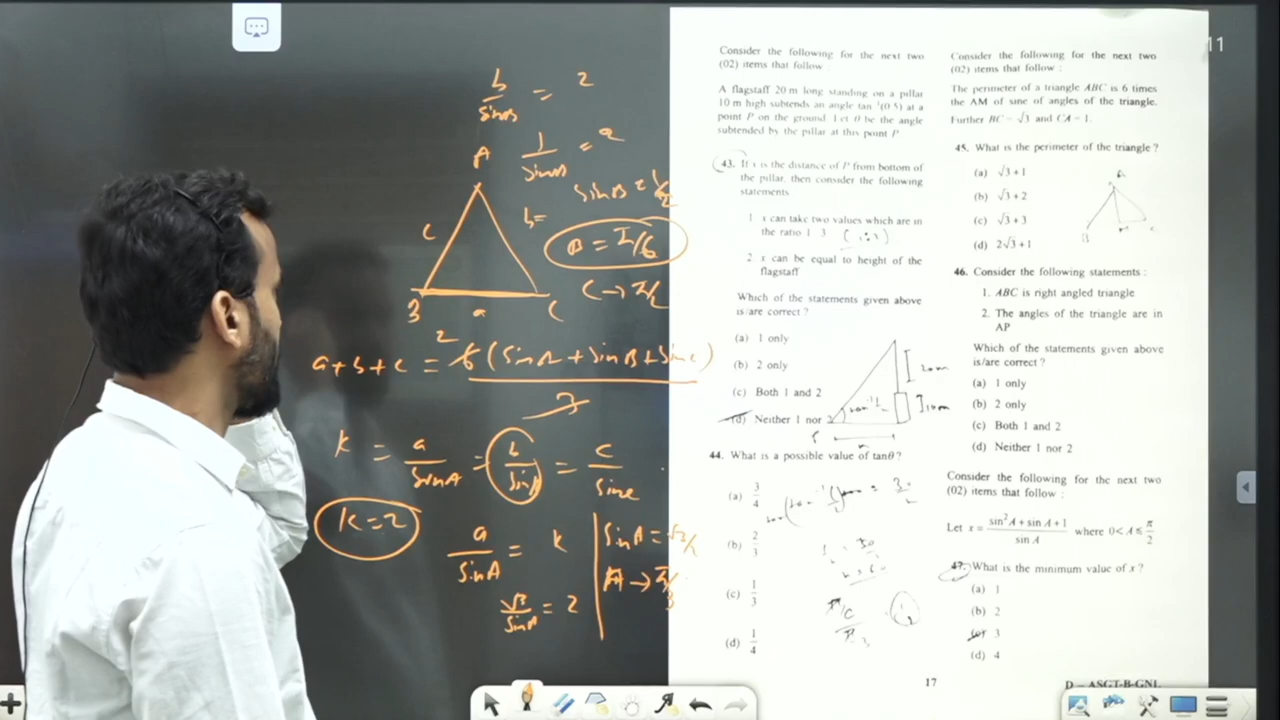 b/sinB = 2
1/sinB = 2
sinB = 1/2
B = π/6
C → π/2
A
c
b=
B
a
C
a+b+c = 6 (SinA + SinB + Sinc)
2
3
K = a/SinA = b/SinB = c/Sinc
K=2
a/SinA = K
√3/SinA = 2
SinA = √3/2
A → π/3
11
Consider the following for the next two
(02) items that follow :
A flagstaff 20 m long standing on a pillar
10 m high subtends an angle tan⁻¹(0.5) at a
point P on the ground. Let θ be the angle
subtended by the pillar at this point P.
43. If x is the distance of P from bottom of
the pillar, then consider the following
statements
1. x can take two values which are in
the ratio 1 : 3
2. x can be equal to height of the
flagstaff
Which of the statements given above
is/are correct ?
(a) 1 only
(b) 2 only
(c) Both 1 and 2
(d) Neither 1 nor 2
20m
10m
P
x
44. What is a possible value of tanθ?
(a) 3/4
(b) 2/3
(c) 1/3
(d) 1/4
Consider the following for the next two
(02) items that follow :
The perimeter of a triangle ABC is 6 times
the AM of sine of angles of the triangle.
Further BC = √3 and CA = 1.
45. What is the perimeter of the triangle ?
(a) √3 + 1
(b) √3 + 2
(c) √3 + 3
(d) 2√3 + 1
A
B
46. Consider the following statements :
1. ABC is right angled triangle
2. The angles of the triangle are in
AP
Which of the statements given above
is/are correct ?
(a) 1 only
(b) 2 only
(c) Both 1 and 2
(d) Neither 1 nor 2
Consider the following for the next two
(02) items that follow :
Let x = (sin²A + sin A + 1)/sin A where 0 < A ≤ π/2
47. What is the minimum value of x ?
(a) 1
(b) 2
(c) 3
(d) 4
17
D – ASGT-B-GNL